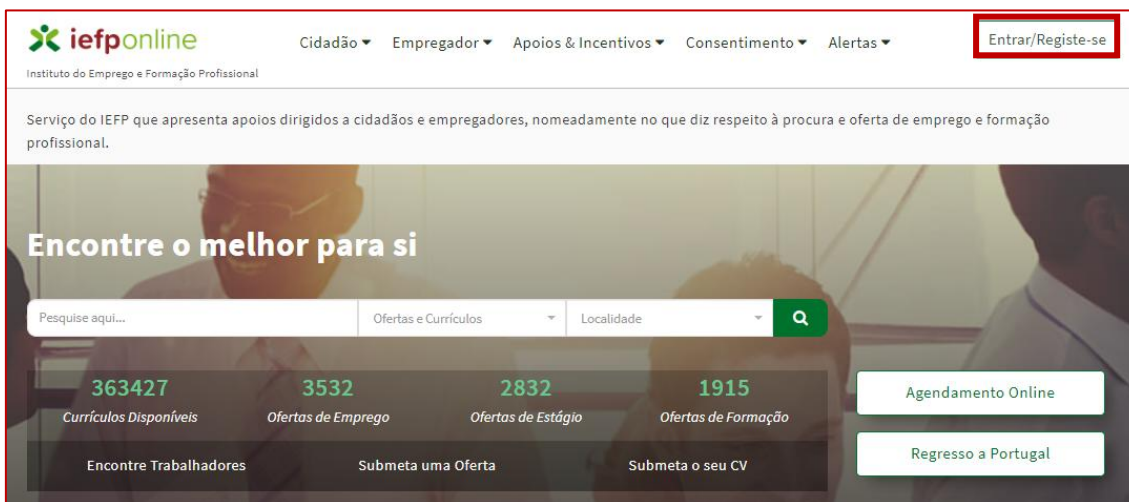 iefponline
Cidadão Empregador Apoios & Incentivos Consentimento Alertas Entrar/Registe-se
Instituto do Emprego e Formação Profissional
Serviço do IEFP que apresenta apoios dirigidos a cidadãos e empregadores, nomeadamente no que diz respeito à procura e oferta de emprego e formação
profissional.
Encontre o melhor para si
Pesquise aqui... Ofertas e Currículos Localidade
363427 3532 2832 1915
Currículos Disponíveis Ofertas de Emprego Ofertas de Estágio Ofertas de Formação
Agendamento Online
Encontre Trabalhadores Submeta uma Oferta Submeta o seu CV
Regresso a Portugal